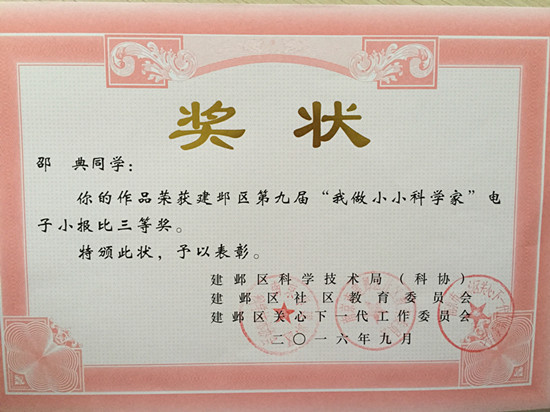 奖状
邵 典同学：
你的作品荣获建邺区第九届“我做小小科学家”电
子小报比三等奖。
特颁此状，予以表彰。
建邺区科学技术局（科协）
建邺区社区教育委员会
建邺区关心下一代工作委员会
二〇一六年九月